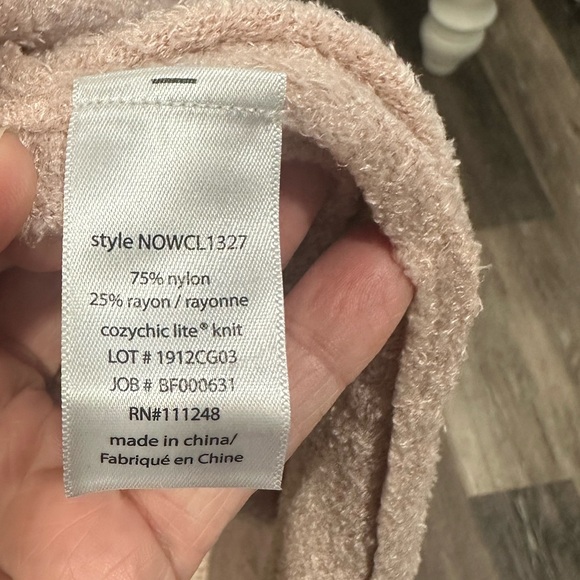 style NOWCL1327
75% nylon
25% rayon / rayonne
cozychic lite® knit
LOT # 1912CG03
JOB # BF000631
RN#111248
made in china/
Fabriqué en Chine